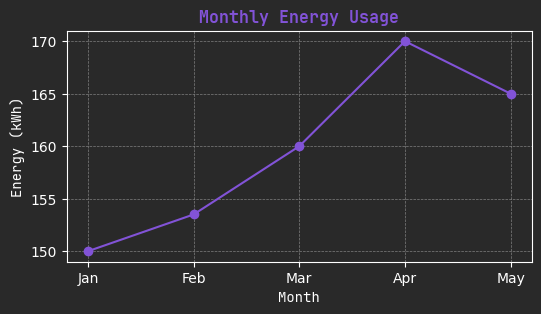 Monthly Energy Usage
170
165
160
155
150
Energy (kWh)
Jan Feb Mar Apr May
Month